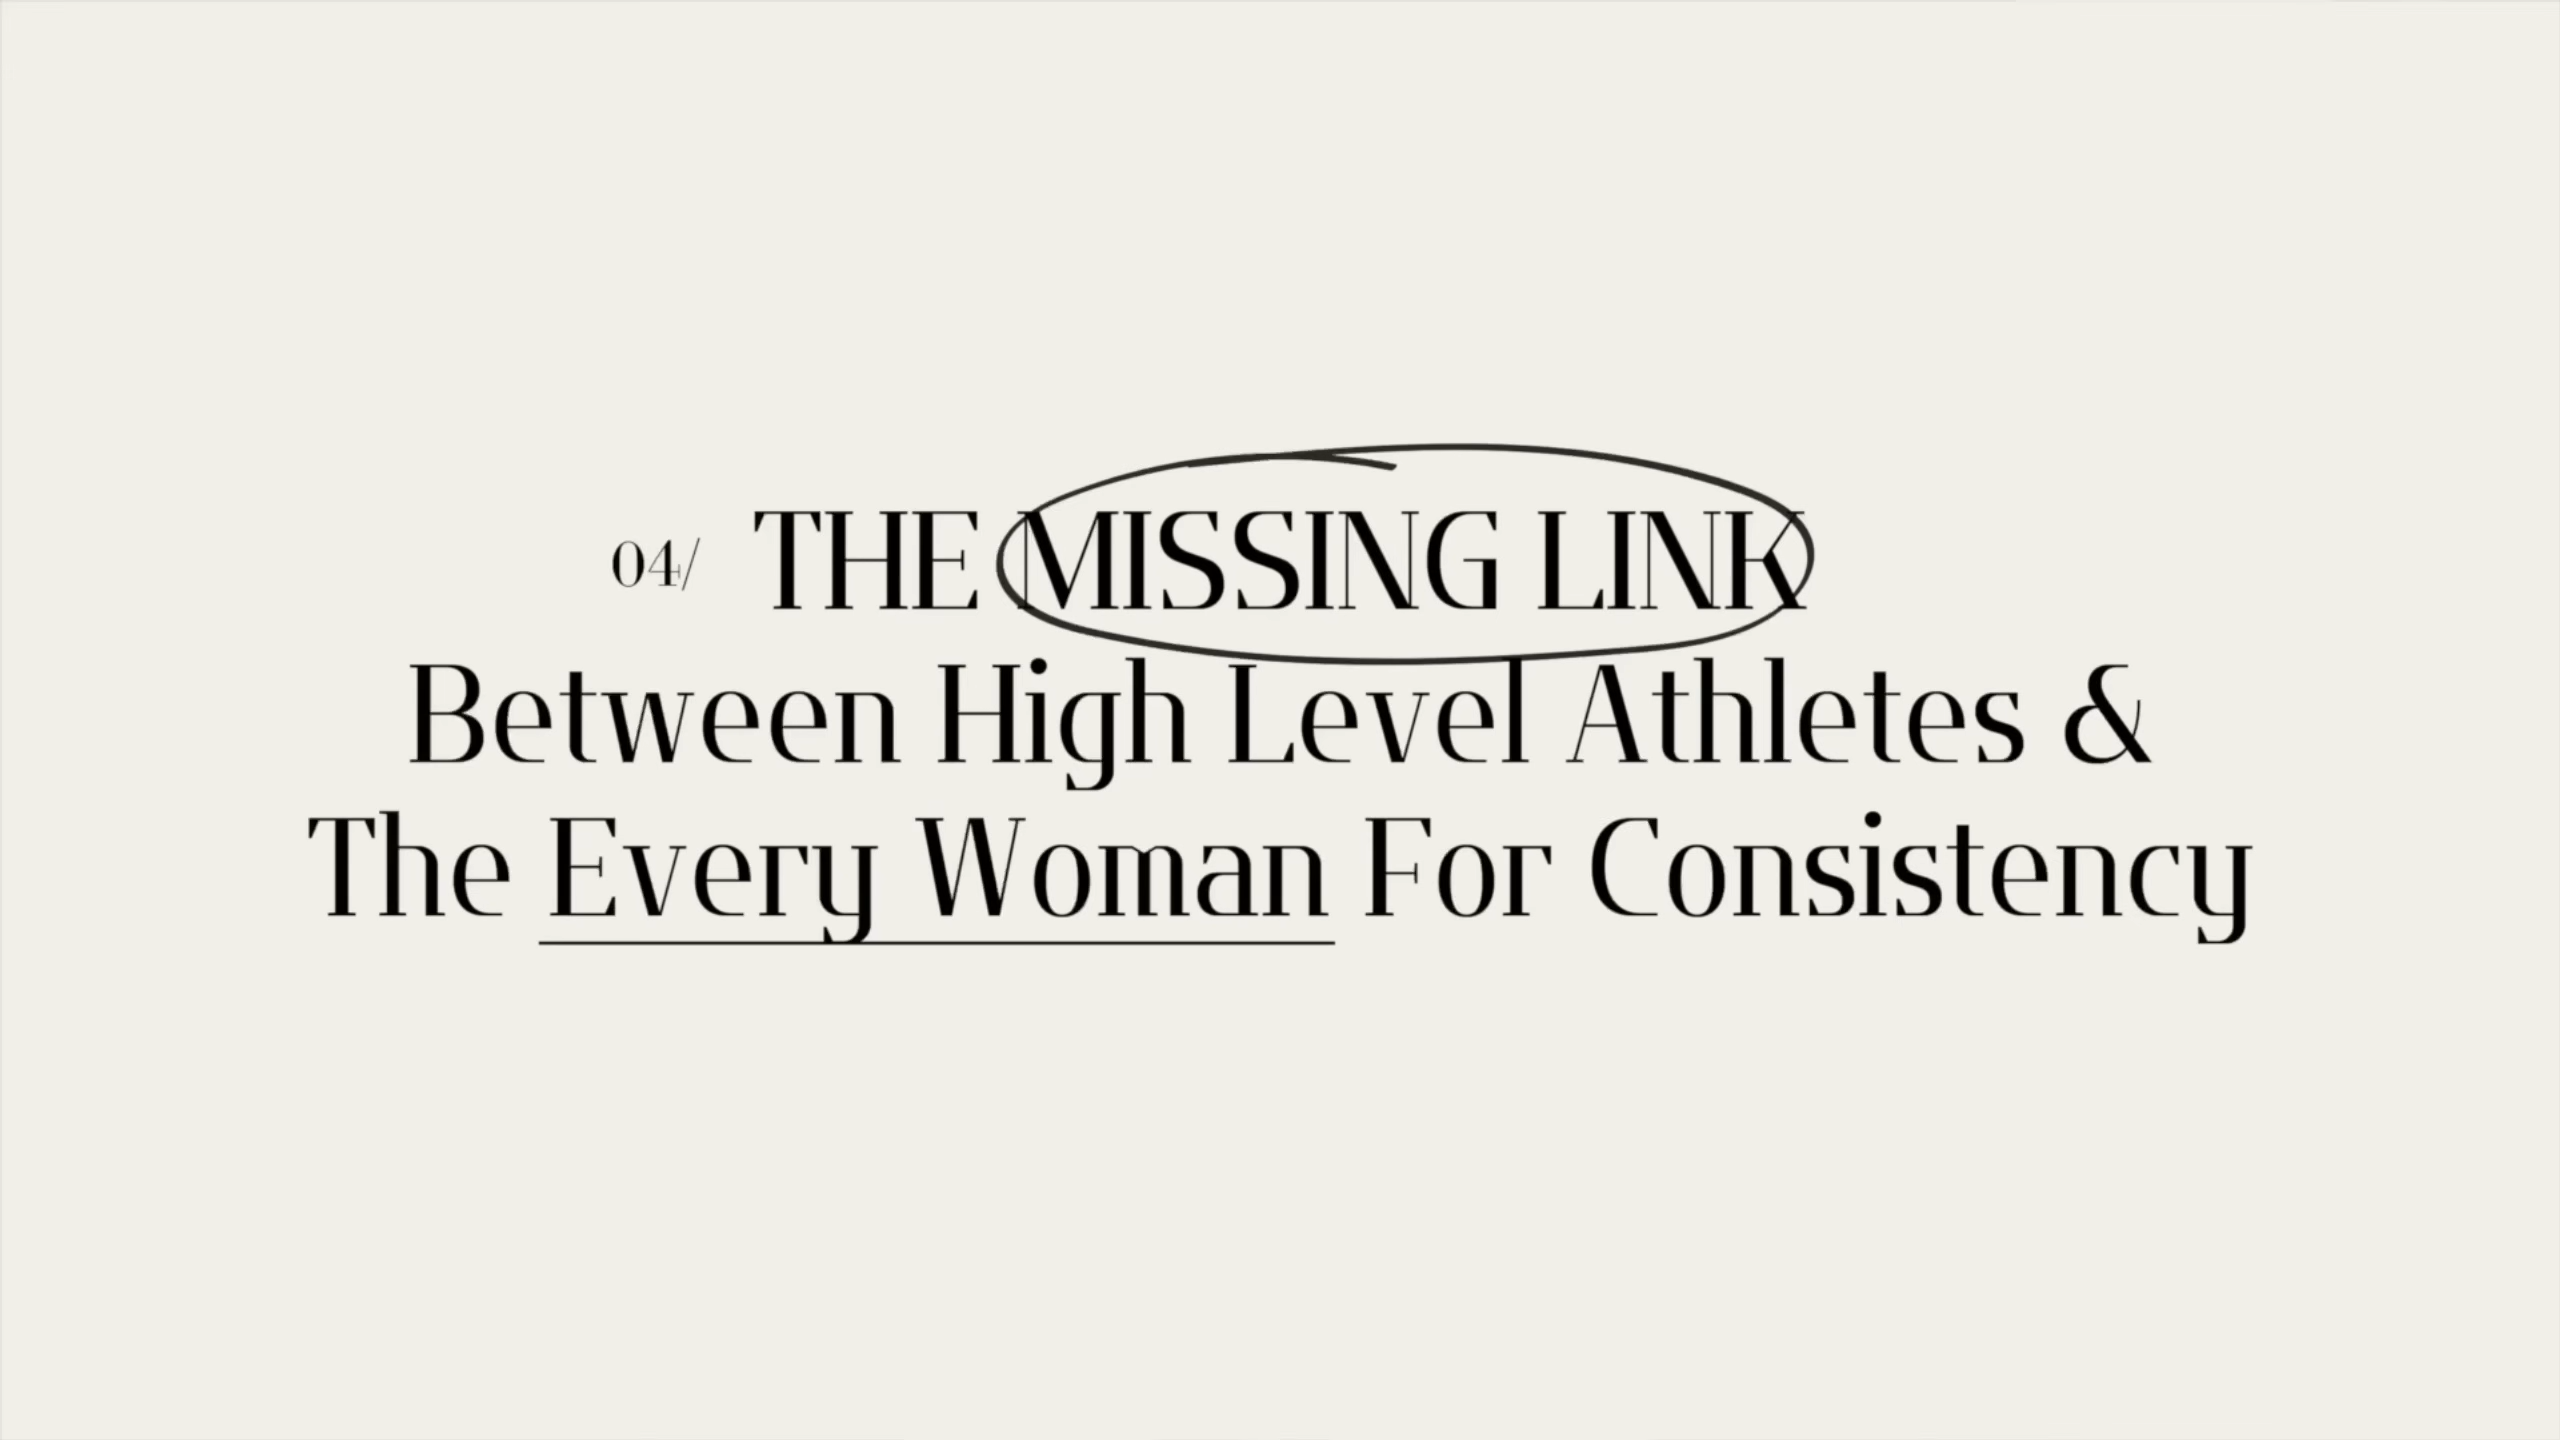 04/ THE MISSING LINK
Between High Level Athletes &
The Every Woman For Consistency